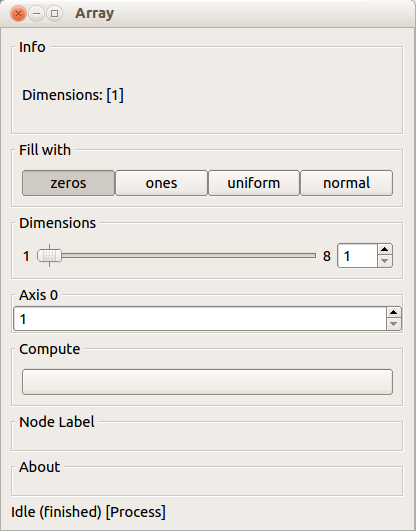 Array
Info
Dimensions: [1]
Fill with
zeros ones uniform normal
Dimensions
1 8 1
Axis 0
1
Compute
Node Label
About
Idle (finished) [Process]